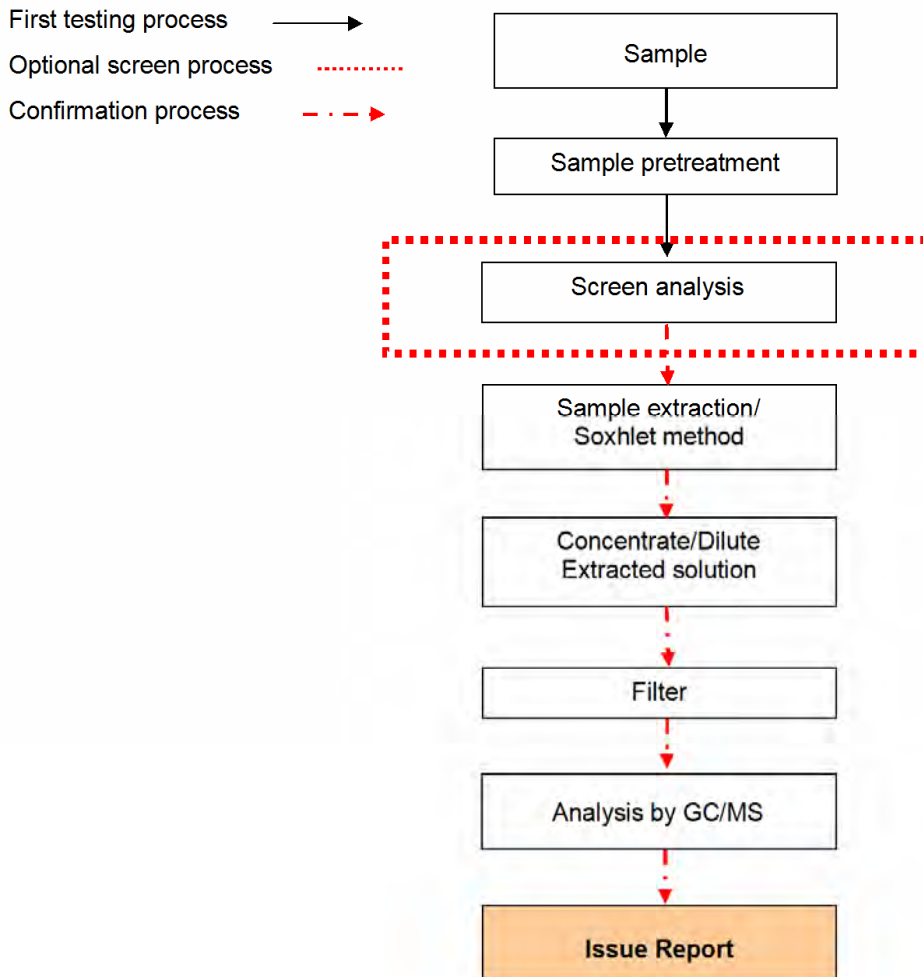 First testing process
Optional screen process
Confirmation process
Sample
Sample pretreatment
Screen analysis
Sample extraction/
Soxhlet method
Concentrate/Dilute
Extracted solution
Filter
Analysis by GC/MS
Issue Report